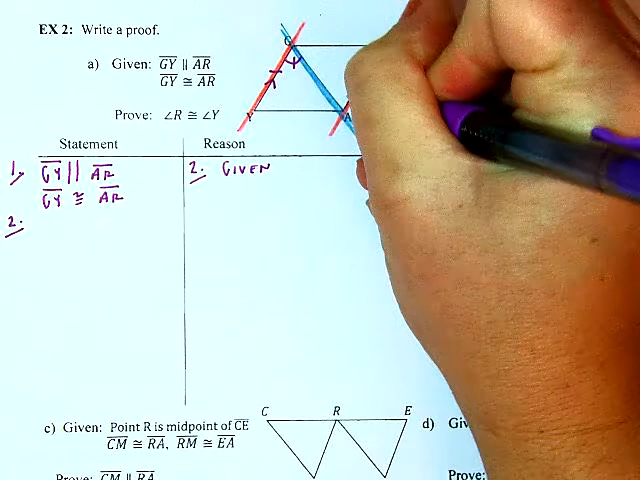 EX 2: Write a proof.
a) Given: GY || AR
GY ≅ AR
Prove: ∠R ≅ ∠Y
G
Y
A
Statement Reason
1. GY || AR 2. GIVEN
GY ≅ AR
2.
C R E
c) Given: Point R is midpoint of CE d)
CM ≅ RA, RM ≅ EA
Prove: CM || RA Prove: